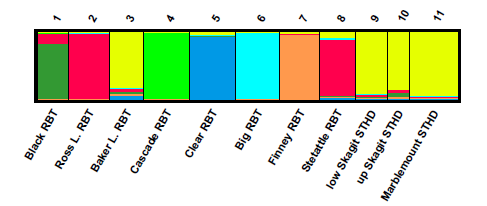 1 2 3 4 5 6 7 8 9 10 11
Black RBT
Ross L. RBT
Baker L. RBT
Cascade RBT
Clear RBT
Big RBT
Finney RBT
Stetattle RBT
low Skagit STHD
up Skagit STHD
Marblemount STHD